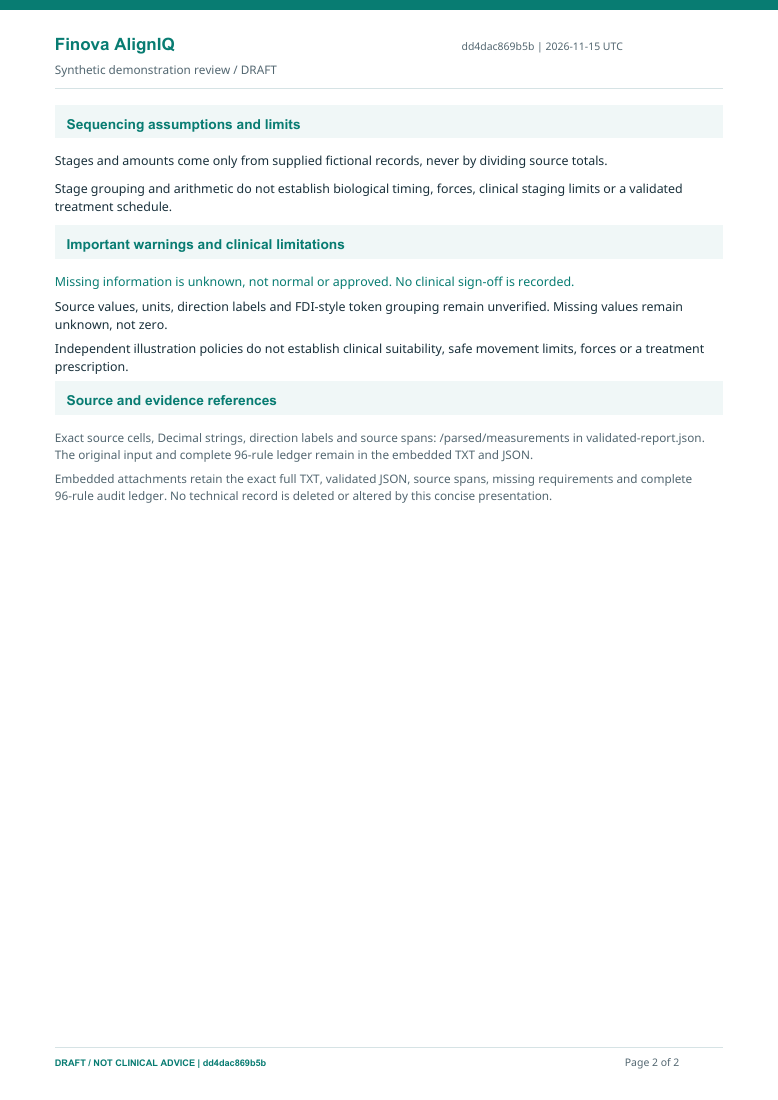 Finova AlignIQ
dd4dac869b5b | 2026-11-15 UTC
Synthetic demonstration review / DRAFT
Sequencing assumptions and limits
Stages and amounts come only from supplied fictional records, never by dividing source totals.
Stage grouping and arithmetic do not establish biological timing, forces, clinical staging limits or a validated
treatment schedule.
Important warnings and clinical limitations
Missing information is unknown, not normal or approved. No clinical sign-off is recorded.
Source values, units, direction labels and FDI-style token grouping remain unverified. Missing values remain
unknown, not zero.
Independent illustration policies do not establish clinical suitability, safe movement limits, forces or a treatment
prescription.
Source and evidence references
Exact source cells, Decimal strings, direction labels and source spans: /parsed/measurements in validated-report.json.
The original input and complete 96-rule ledger remain in the embedded TXT and JSON.
Embedded attachments retain the exact full TXT, validated JSON, source spans, missing requirements and complete
96-rule audit ledger. No technical record is deleted or altered by this concise presentation.
DRAFT / NOT CLINICAL ADVICE | dd4dac869b5b
Page 2 of 2